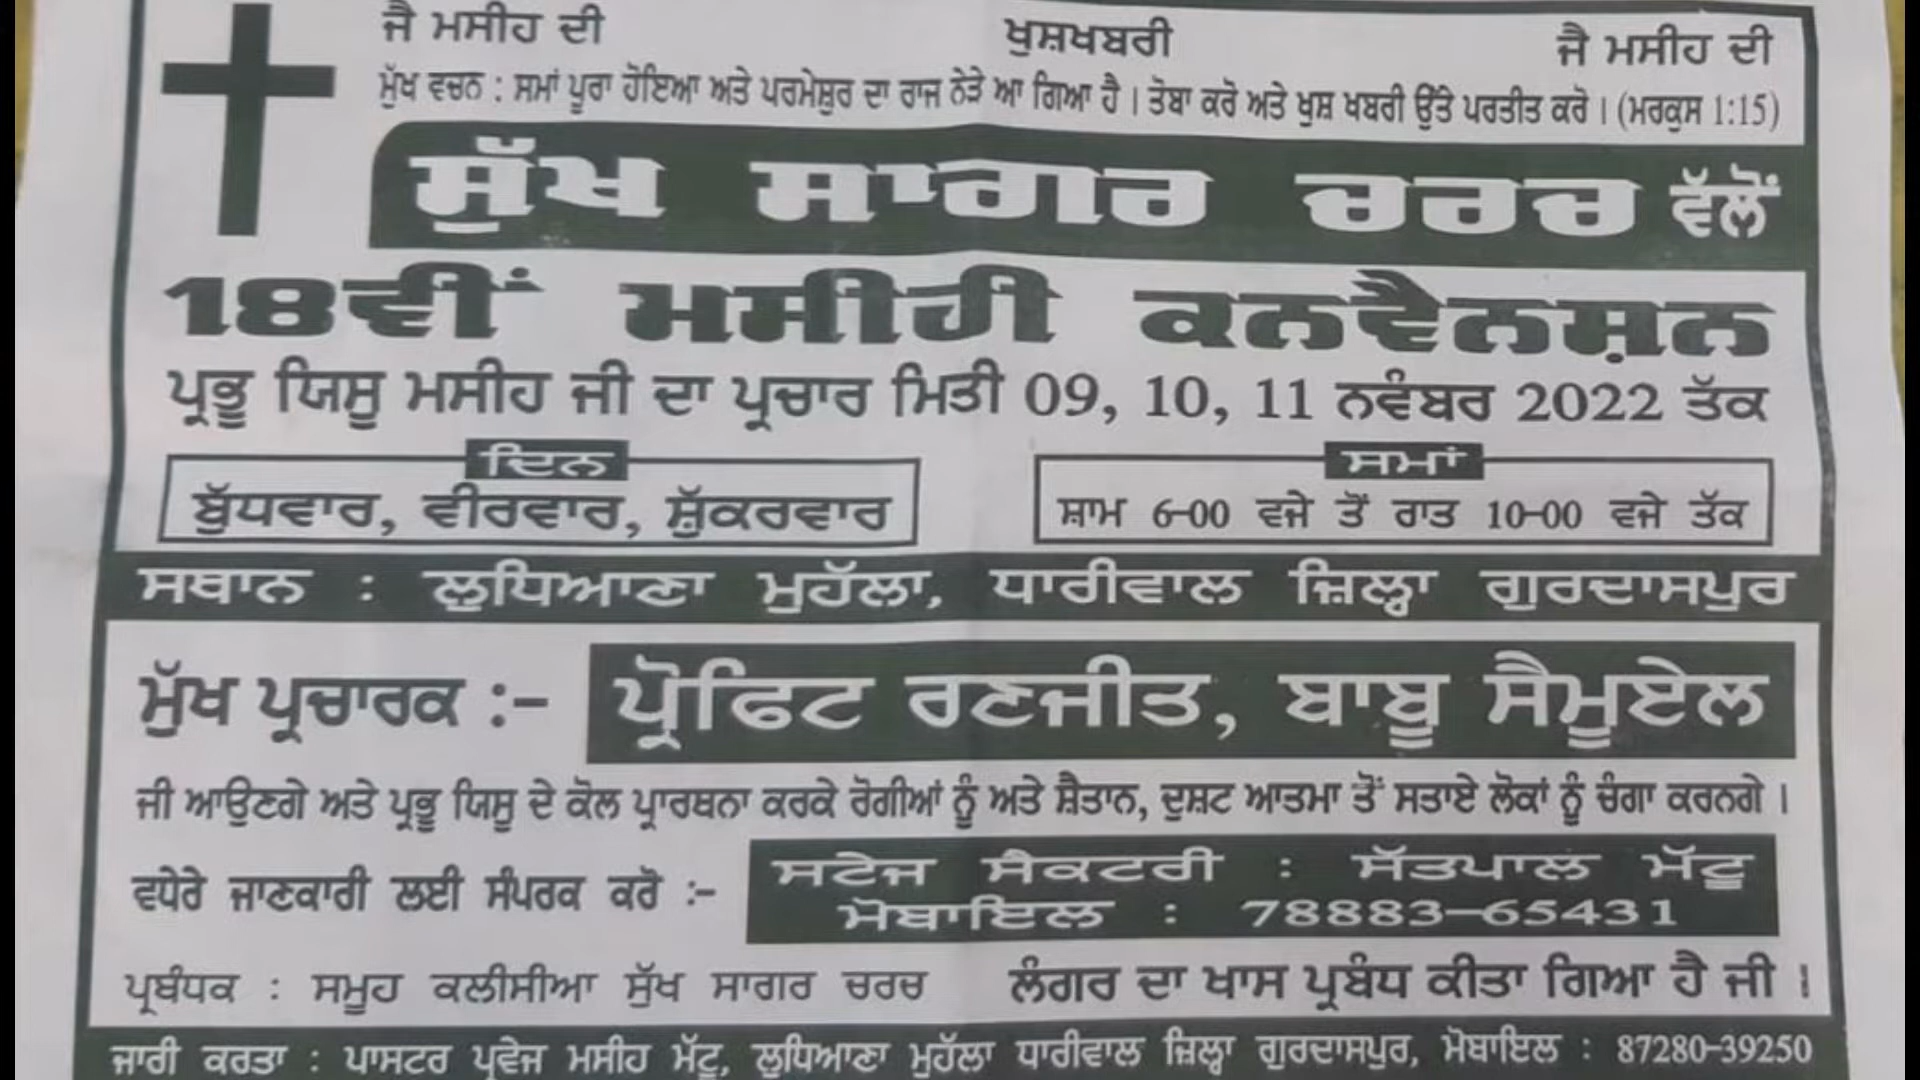 ਜੈ ਮਸੀਹ ਦੀ ਖੁਸ਼ਖਬਰੀ ਜੈ ਮਸੀਹ ਦੀ
ਮੁੱਖ ਵਚਨ : ਸਮਾਂ ਪੂਰਾ ਹੋਇਆ ਅਤੇ ਪਰਮੇਸ਼ੁਰ ਦਾ ਰਾਜ ਨੇੜੇ ਆ ਗਿਆ ਹੈ । ਤੋਬਾ ਕਰੋ ਅਤੇ ਖੁਸ਼ ਖਬਰੀ ਉੱਤੇ ਪਰਤੀਤ ਕਰੋ । (ਮਰਕੁਸ 1:15)
ਸੁੱਖ ਸਾਗਰ ਚਰਚ ਵੱਲੋਂ
18ਵੀਂ ਮਸੀਹੀ ਕਨਵੈਨਸ਼ਨ
ਪ੍ਰਭੂ ਯਿਸੂ ਮਸੀਹ ਜੀ ਦਾ ਪ੍ਰਚਾਰ ਮਿਤੀ 09, 10, 11 ਨਵੰਬਰ 2022 ਤੱਕ
ਦਿਨ
ਬੁੱਧਵਾਰ, ਵੀਰਵਾਰ, ਸ਼ੁੱਕਰਵਾਰ
ਸਮਾਂ
ਸ਼ਾਮ 6-00 ਵਜੇ ਤੋਂ ਰਾਤ 10-00 ਵਜੇ ਤੱਕ
ਸਥਾਨ : ਲੁਧਿਆਣਾ ਮੁਹੱਲਾ, ਧਾਰੀਵਾਲ ਜ਼ਿਲ੍ਹਾ ਗੁਰਦਾਸਪੁਰ
ਮੁੱਖ ਪ੍ਰਚਾਰਕ :- ਪ੍ਰੋਫਿਟ ਰਣਜੀਤ, ਬਾਬੂ ਸੈਮੂਏਲ
ਜੀ ਆਉਣਗੇ ਅਤੇ ਪ੍ਰਭੂ ਯਿਸੂ ਦੇ ਕੋਲ ਪ੍ਰਾਰਥਨਾ ਕਰਕੇ ਰੋਗੀਆਂ ਨੂੰ ਅਤੇ ਸ਼ੈਤਾਨ, ਦੁਸ਼ਟ ਆਤਮਾ ਤੋਂ ਸਤਾਏ ਲੋਕਾਂ ਨੂੰ ਚੰਗਾ ਕਰਨਗੇ ।
ਵਧੇਰੇ ਜਾਣਕਾਰੀ ਲਈ ਸੰਪਰਕ ਕਰੋ :-
ਸਟੇਜ ਸੈਕਟਰੀ : ਸੱਤਪਾਲ ਮੱਟੂ
ਮੋਬਾਇਲ : 78883-65431
ਪ੍ਰਬੰਧਕ : ਸਮੂਹ ਕਲੀਸੀਆ ਸੁੱਖ ਸਾਗਰ ਚਰਚ ਲੰਗਰ ਦਾ ਖਾਸ ਪ੍ਰਬੰਧ ਕੀਤਾ ਗਿਆ ਹੈ ਜੀ ।
ਜਾਰੀ ਕਰਤਾ : ਪਾਸਟਰ ਪ੍ਰਵੇਜ ਮਸੀਹ ਮੱਟੂ, ਲੁਧਿਆਣਾ ਮੁਹੱਲਾ ਧਾਰੀਵਾਲ ਜ਼ਿਲ੍ਹਾ ਗੁਰਦਾਸਪੁਰ, ਮੋਬਾਇਲ : 87280-39250